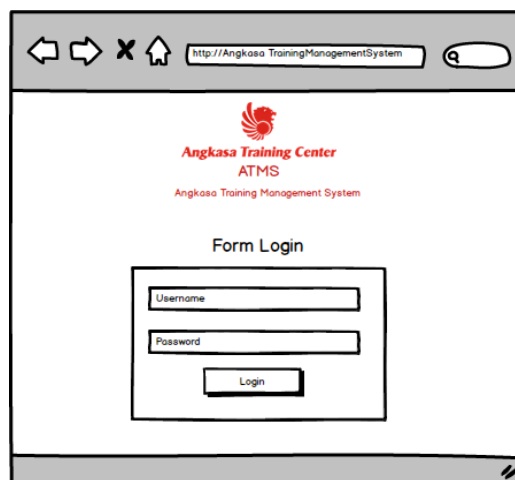 http://Angkasa TrainingManagementSystem
Angkasa Training Center
ATMS
Angkasa Training Management System
Form Login
Username
Password
Login